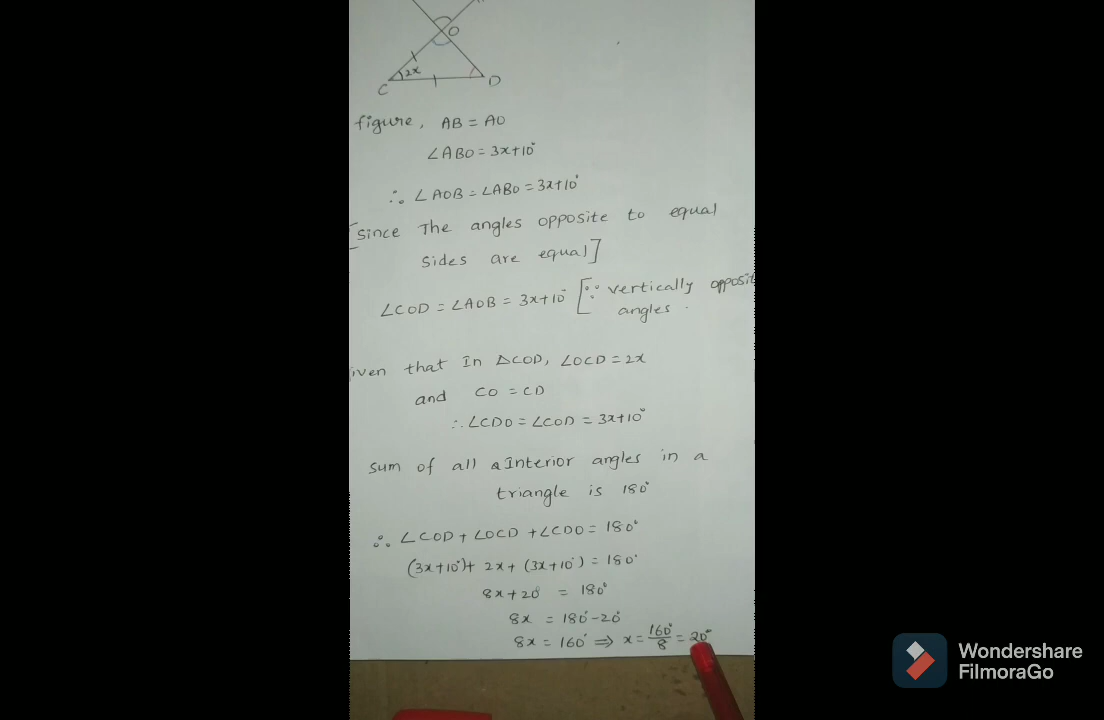 O
2x
C D
figure, AB = AO
∠ABO = 3x+10°
∴ ∠AOB = ∠ABO = 3x+10°
[since The angles opposite to equal
sides are equal]
∠COD = ∠AOB = 3x+10° [∵ vertically opposit
angles.
iven that In △COD, ∠OCD = 2x
and CO = CD
∴ ∠CDO = ∠COD = 3x+10°
Sum of all Interior angles in a
triangle is 180°
∴ ∠COD + ∠OCD + ∠CDO = 180°
(3x+10°)+ 2x+ (3x+10°) = 180°
8x+20° = 180°
8x = 180°-20°
8x = 160° ⇒ x = 160°/8 = 20°
Wondershare
FilmoraGo